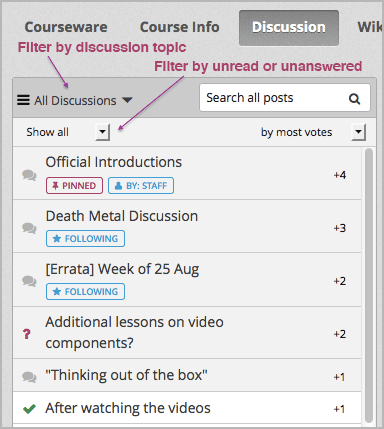 Courseware Course Info Discussion Wik
Filter by discussion topic
Filter by unread or unanswered
All Discussions Search all posts
Show all by most votes
Official Introductions +4
PINNED BY: STAFF
Death Metal Discussion +3
FOLLOWING
[Errata] Week of 25 Aug +2
FOLLOWING
? Additional lessons on video +2
components?
"Thinking out of the box" +1
After watching the videos +1